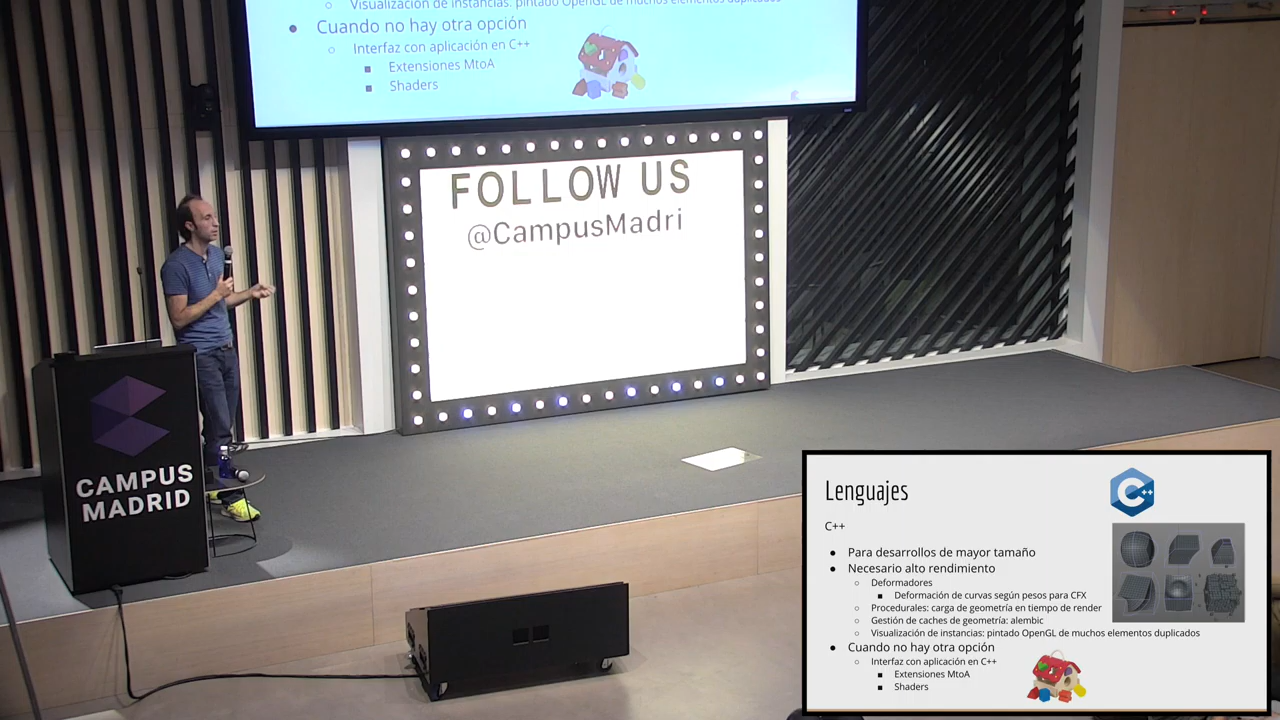 Visualización de instancias: pintado OpenGL de muchos elementos duplicados
Cuando no hay otra opción
Interfaz con aplicación en C++
Extensiones MtoA
Shaders
FOLLOW US
@CampusMadri
CAMPUS
MADRID
Lenguajes
C++
C++
Para desarrollos de mayor tamaño
Necesario alto rendimiento
Deformadores
Deformación de curvas según pesos para CFX
Procedurales: carga de geometría en tiempo de render
Gestión de caches de geometría: alembic
Visualización de instancias: pintado OpenGL de muchos elementos duplicados
Cuando no hay otra opción
Interfaz con aplicación en C++
Extensiones MtoA
Shaders